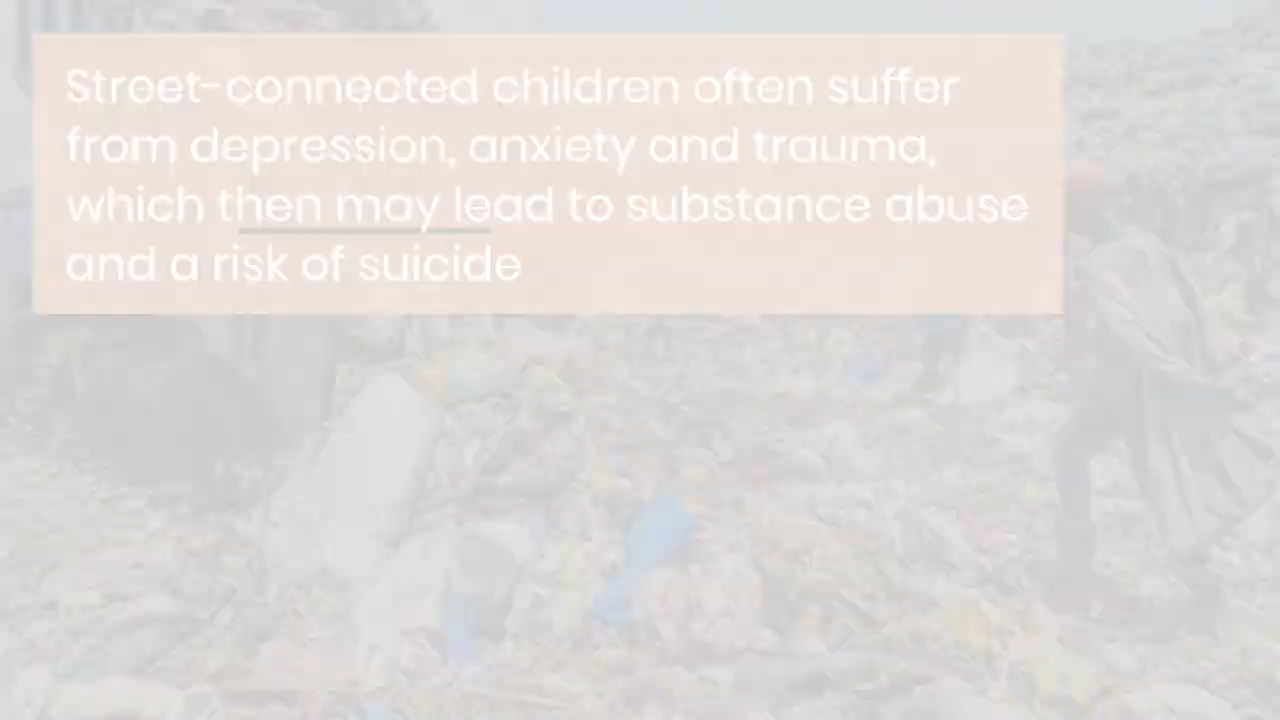 Street-connected children often suffer
from depression, anxiety and trauma,
which then may lead to substance abuse
and a risk of suicide